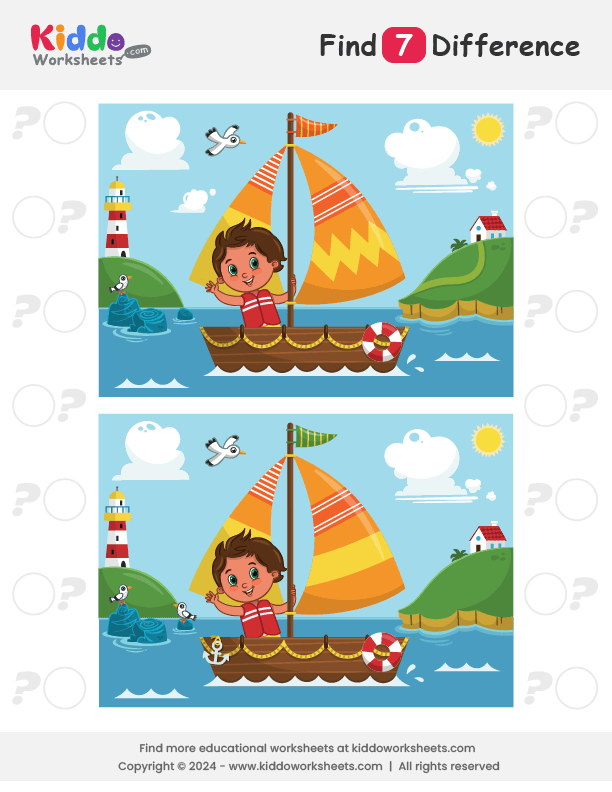 Kiddo
Worksheets.com
Find 7 Difference
?
?
?
?
?
?
?
?
?
?
?
?
?
?
Find more educational worksheets at kiddoworksheets.com
Copyright © 2024 - www.kiddoworksheets.com | All rights reserved